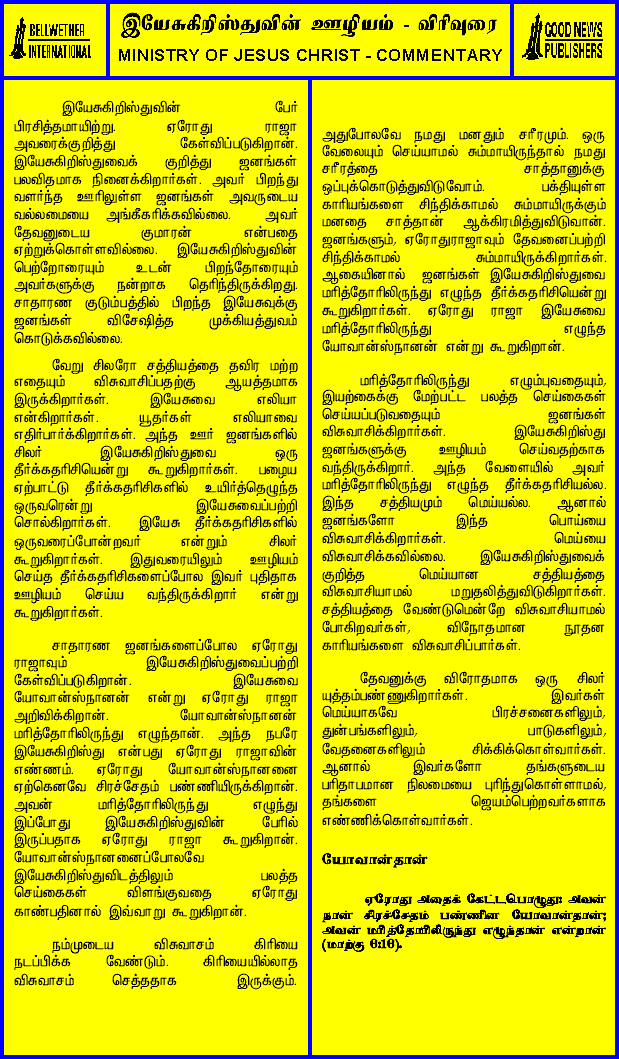 BELLWETHER
INTERNATIONAL
இயேசுகிறிஸ்துவின் ஊழியம் - விரிவுரை
MINISTRY OF JESUS CHRIST - COMMENTARY
GOOD NEWS
PUBLISHERS
இயேசுகிறிஸ்துவின் பேர்
பிரசித்தமாயிற்று. ஏரோது ராஜா
அவரைக்குறித்து கேள்விப்படுகிறான்.
இயேசுகிறிஸ்துவைக் குறித்து ஜனங்கள்
பலவிதமாக நினைக்கிறார்கள். அவர் பிறந்து
வளர்ந்த ஊரிலுள்ள ஜனங்கள் அவருடைய
வல்லமையை அங்கீகரிக்கவில்லை. அவர்
தேவனுடைய குமாரன் என்பதை
ஏற்றுக்கொள்ளவில்லை. இயேசுகிறிஸ்துவின்
பெற்றோரையும் உடன் பிறந்தோரையும்
அவர்களுக்கு நன்றாக தெரிந்திருக்கிறது.
சாதாரண குடும்பத்தில் பிறந்த இயேசுவுக்கு
ஜனங்கள் விசேஷித்த முக்கியத்துவம்
கொடுக்கவில்லை.
வேறு சிலரோ சத்தியத்தை தவிர மற்ற
எதையும் விசுவாசிப்பதற்கு ஆயத்தமாக
இருக்கிறார்கள். இயேசுவை எலியா
என்கிறார்கள். யூதர்கள் எலியாவை
எதிர்பார்க்கிறார்கள். அந்த ஊர் ஜனங்களில்
சிலர் இயேசுகிறிஸ்துவை ஒரு
தீர்க்கதரிசியென்று கூறுகிறார்கள். பழைய
ஏற்பாட்டு தீர்க்கதரிசிகளில் உயிர்த்தெழுந்த
ஒருவரென்று இயேசுவைப்பற்றி
சொல்கிறார்கள். இயேசு தீர்க்கதரிசிகளில்
ஒருவரைப்போன்றவர் என்றும் சிலர்
கூறுகிறார்கள். இதுவரையிலும் ஊழியம்
செய்த தீர்க்கதரிசிகளைப்போல இவர் புதிதாக
ஊழியம் செய்ய வந்திருக்கிறார் என்று
கூறுகிறார்கள்.
சாதாரண ஜனங்களைப்போல ஏரோது
ராஜாவும் இயேசுகிறிஸ்துவைப்பற்றி
கேள்விப்படுகிறான். இயேசுவை
யோவான்ஸ்நானன் என்று ஏரோது ராஜா
அறிவிக்கிறான். யோவான்ஸ்நானன்
மரித்தோரிலிருந்து எழுந்தான். அந்த நபரே
இயேசுகிறிஸ்து என்பது ஏரோது ராஜாவின்
எண்ணம். ஏரோது யோவான்ஸ்நானனை
ஏற்கெனவே சிரச்சேதம் பண்ணியிருக்கிறான்.
அவன் மரித்தோரிலிருந்து எழுந்து
இப்போது இயேசுகிறிஸ்துவின் பேரில்
இருப்பதாக ஏரோது ராஜா கூறுகிறான்.
யோவான்ஸ்நானனைப்போலவே
இயேசுகிறிஸ்துவிடத்திலும் பலத்த
செய்கைகள் விளங்குவதை ஏரோது
காண்பதினால் இவ்வாறு கூறுகிறான்.
நம்முடைய விசுவாசம் கிரியை
நடப்பிக்க வேண்டும். கிரியையில்லாத
விசுவாசம் செத்ததாக இருக்கும்.
அதுபோலவே நமது மனதும் சரீரமும். ஒரு
வேலையும் செய்யாமல் சும்மாயிருந்தால் நமது
சரீரத்தை சாத்தானுக்கு
ஒப்புக்கொடுத்துவிடுவோம். பக்தியுள்ள
காரியங்களை சிந்திக்காமல் சும்மாயிருக்கும்
மனதை சாத்தான் ஆக்கிரமித்துவிடுவான்.
ஜனங்களும், ஏரோதுராஜாவும் தேவனைப்பற்றி
சிந்திக்காமல் சும்மாயிருக்கிறார்கள்.
ஆகையினால் ஜனங்கள் இயேசுகிறிஸ்துவை
மரித்தோரிலிருந்து எழுந்த தீர்க்கதரிசியென்று
கூறுகிறார்கள். ஏரோது ராஜா இயேசுவை
மரித்தோரிலிருந்து எழுந்த
யோவான்ஸ்நானன் என்று கூறுகிறான்.
மரித்தோரிலிருந்து எழும்புவதையும்,
இயற்கைக்கு மேற்பட்ட பலத்த செய்கைகள்
செய்யப்படுவதையும் ஜனங்கள்
விசுவாசிக்கிறார்கள். இயேசுகிறிஸ்து
ஜனங்களுக்கு ஊழியம் செய்வதற்காக
வந்திருக்கிறார். அந்த வேளையில் அவர்
மரித்தோரிலிருந்து எழுந்த தீர்க்கதரிசியல்ல.
இந்த சத்தியமும் மெய்யல்ல. ஆனால்
ஜனங்களோ இந்த பொய்யை
விசுவாசிக்கிறார்கள். மெய்யை
விசுவாசிக்கவில்லை. இயேசுகிறிஸ்துவைக்
குறித்த மெய்யான சத்தியத்தை
விசுவாசியாமல் மறுதலித்துவிடுகிறார்கள்.
சத்தியத்தை வேண்டுமென்றே விசுவாசியாமல்
போகிறவர்கள், விநோதமான நூதன
காரியங்களை விசுவாசிப்பார்கள்.
தேவனுக்கு விரோதமாக ஒரு சிலர்
யுத்தம்பண்ணுகிறார்கள். இவர்கள்
மெய்யாகவே பிரச்சனைகளிலும்,
துன்பங்களிலும், பாடுகளிலும்,
வேதனைகளிலும் சிக்கிக்கொள்வார்கள்.
ஆனால் இவர்களோ தங்களுடைய
பரிதாபமான நிலமையை புரிந்துகொள்ளாமல்,
தங்களை ஜெயம்பெற்றவர்களாக
எண்ணிக்கொள்வார்கள்.
யோவான்தான்
ஏரோது அதைக் கேட்டபொழுது: அவன்
நான் சிரச்சேதம் பண்ணின யோவான்தான்;
அவன் மரித்தோரிலிருந்து எழுந்தான் என்றான்
(மாற்கு 6:16).